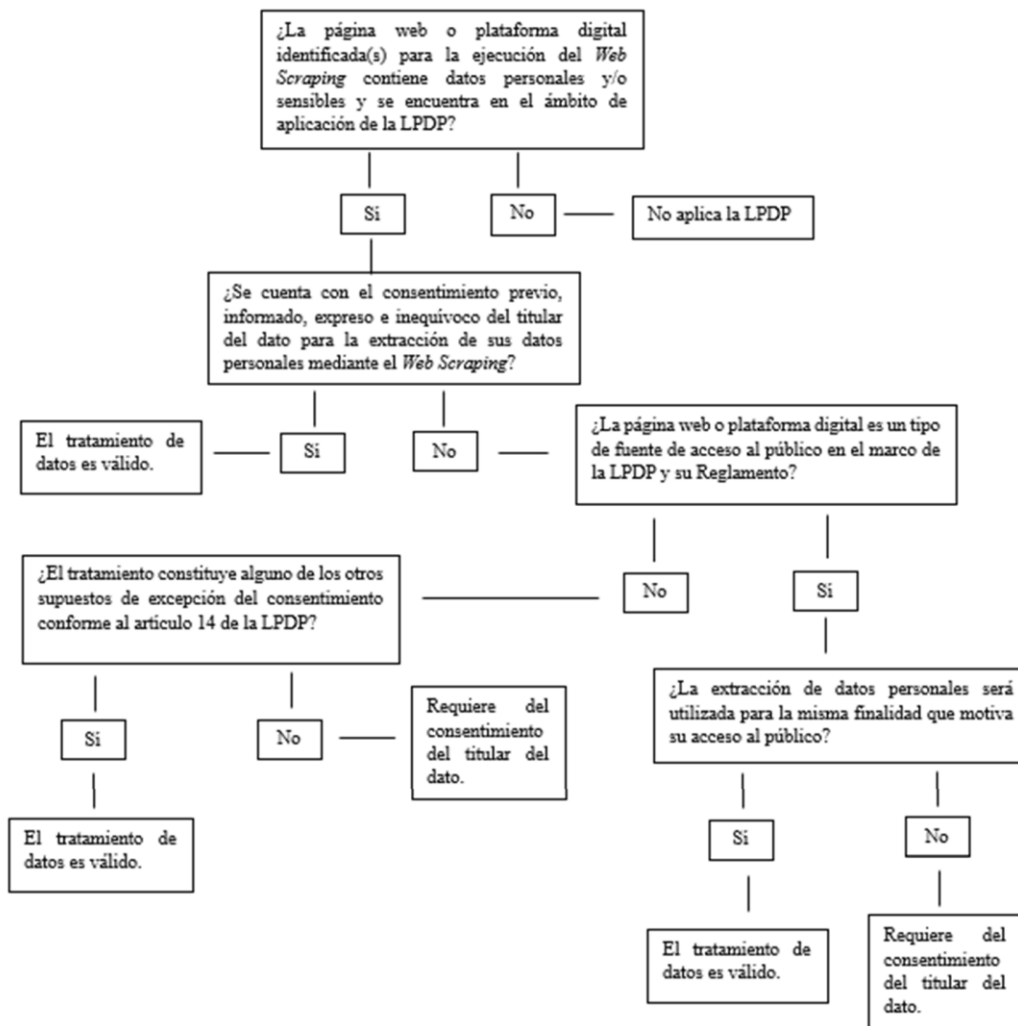 ¿La página web o plataforma digital
identificada(s) para la ejecución del Web
Scraping contiene datos personales y/o
sensibles y se encuentra en el ámbito de
aplicación de la LPDP?
Si
No
No aplica la LPDP
¿Se cuenta con el consentimiento previo,
informado, expreso e inequívoco del titular
del dato para la extracción de sus datos
personales mediante el Web Scraping?
El tratamiento de
datos es válido.
Si
No
¿La página web o plataforma digital es un tipo
de fuente de acceso al público en el marco de
la LPDP y su Reglamento?
¿El tratamiento constituye alguno de los otros
supuestos de excepción del consentimiento
conforme al artículo 14 de la LPDP?
No
Si
Si
No
Requiere del
consentimiento
del titular del
dato.
¿La extracción de datos personales será
utilizada para la misma finalidad que motiva
su acceso al público?
El tratamiento de
datos es válido.
Si
No
El tratamiento de
datos es válido.
Requiere del
consentimiento
del titular del
dato.